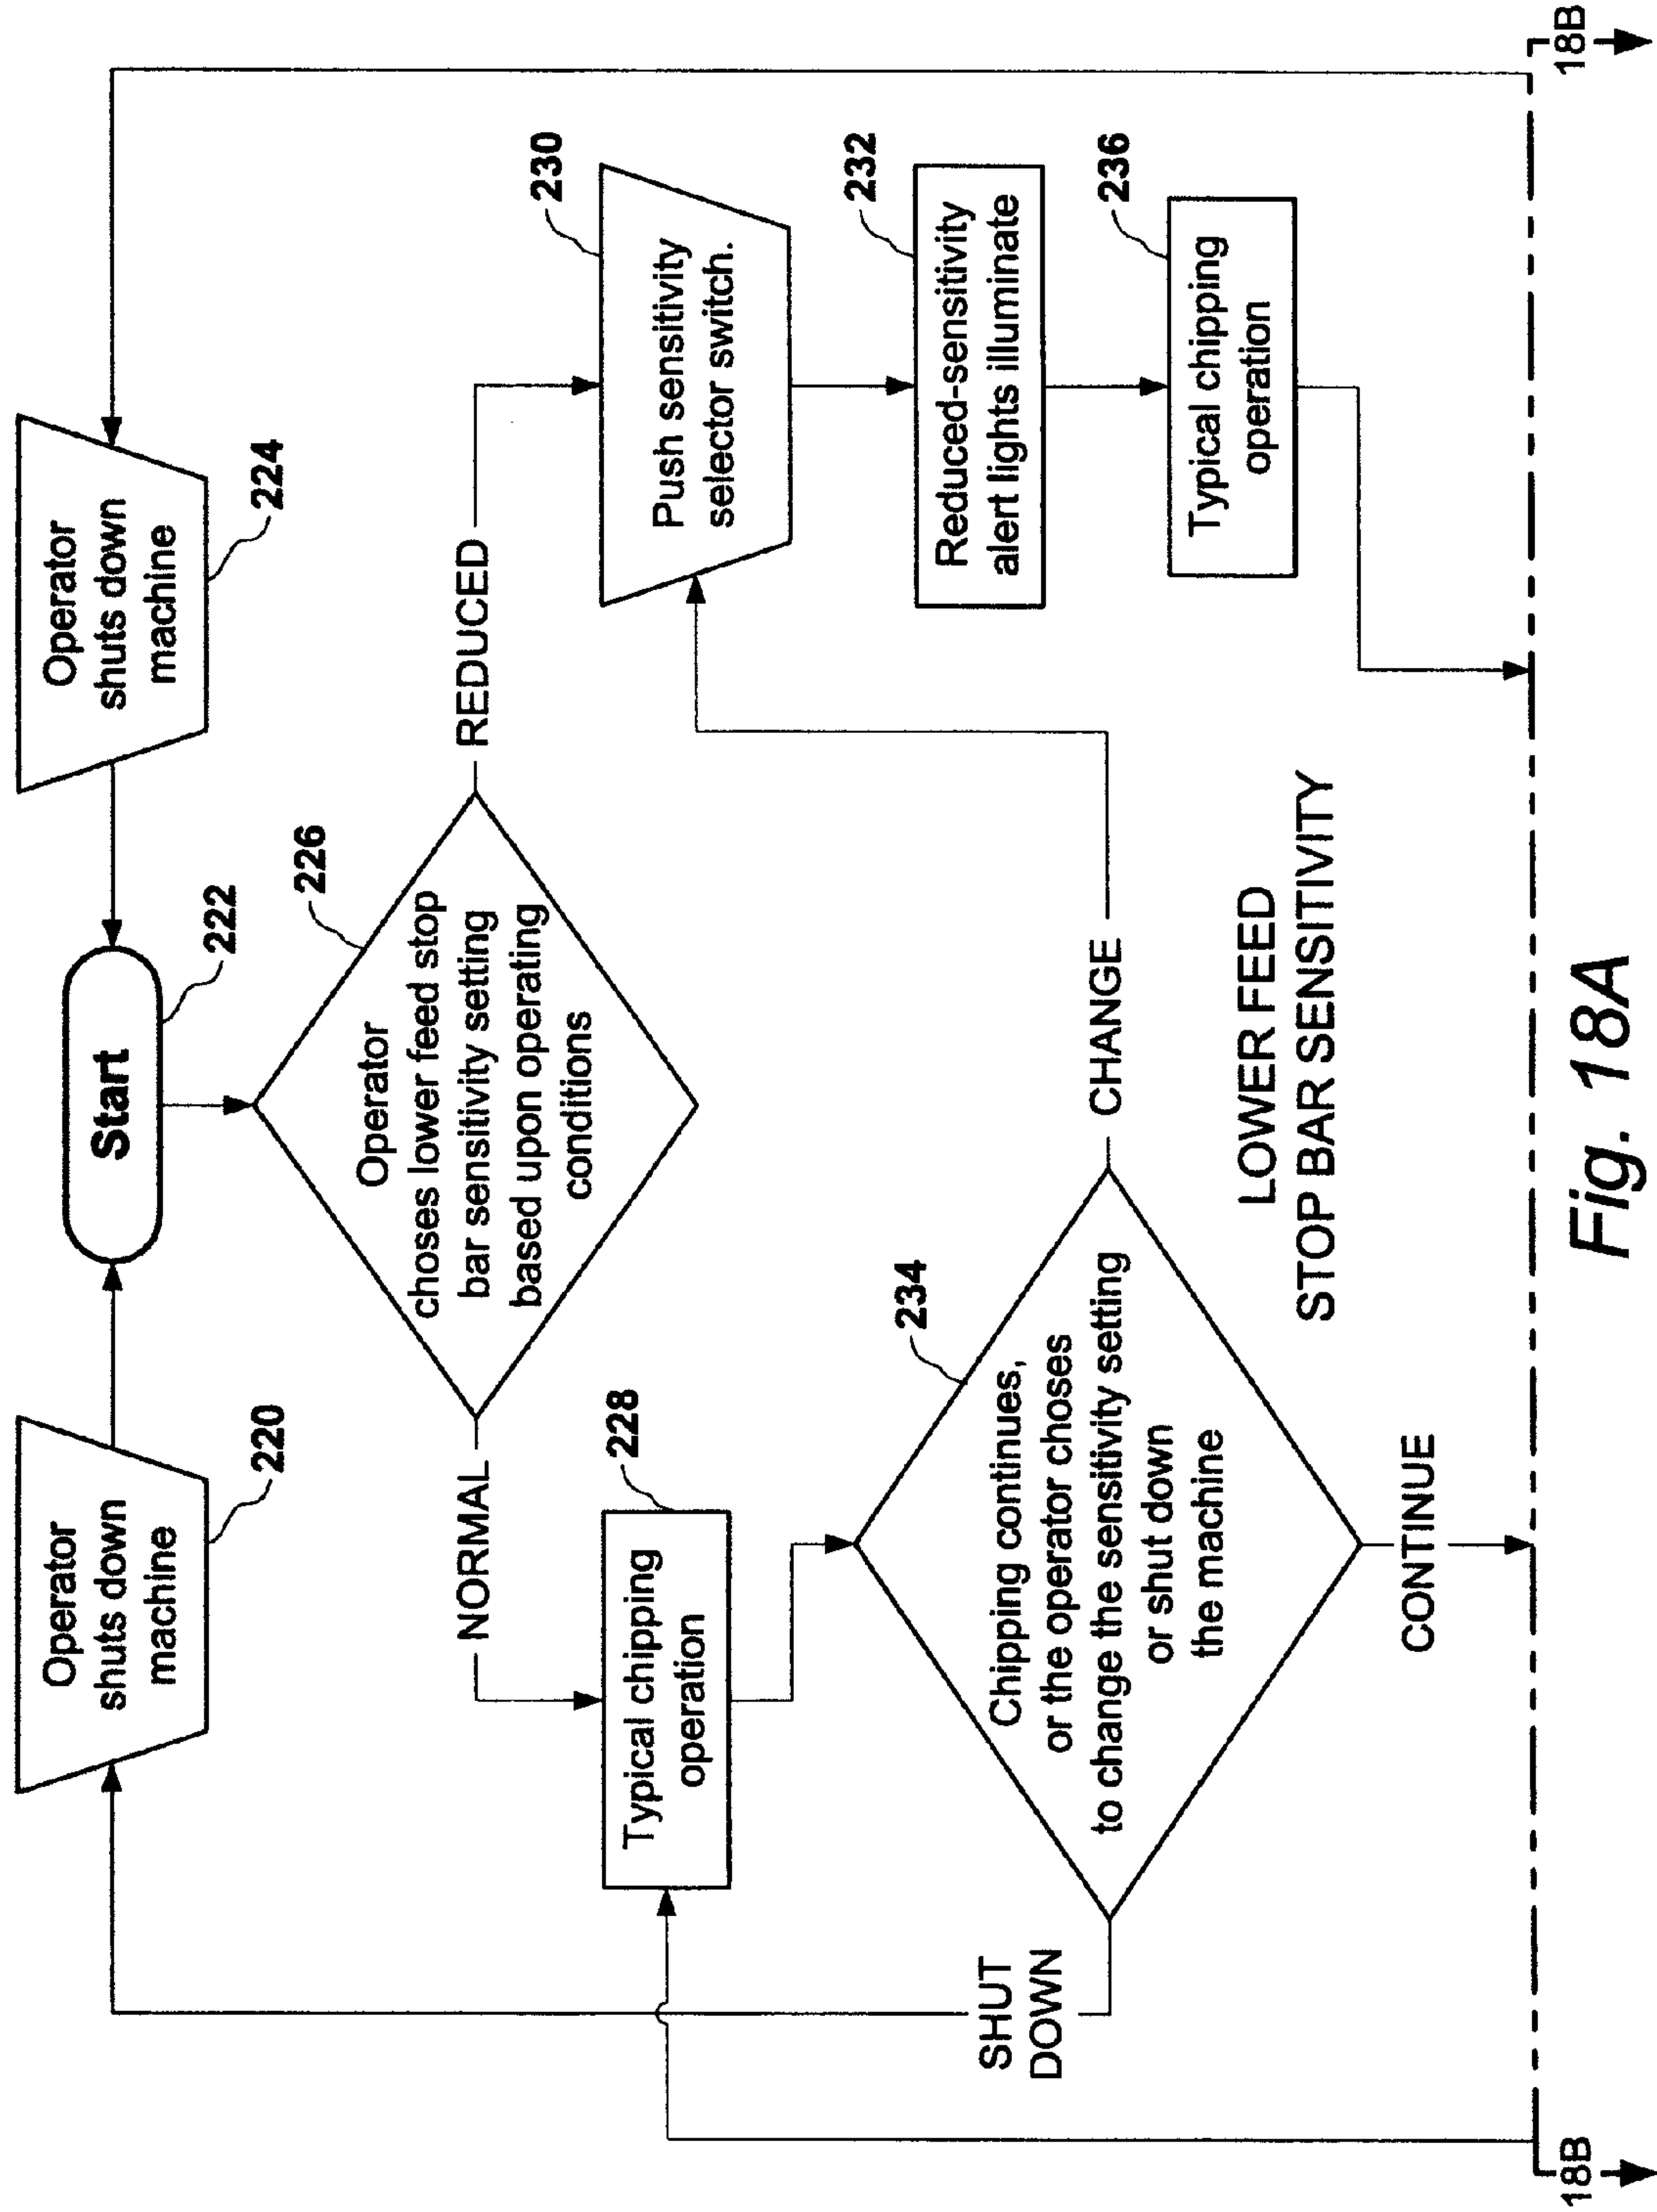 Operator
shuts down
machine
220
Start
222
Operator
shuts down
machine
224
Operator
choses lower feed stop
bar sensitivity setting
based upon operating
conditions
226
NORMAL
REDUCED
Typical chipping
operation
228
Push sensitivity
selector switch.
230
Reduced-sensitivity
alert lights illuminate
232
Chipping continues,
or the operator choses
to change the sensitivity setting
or shut down
the machine
234
Typical chipping
operation
236
SHUT
DOWN
CHANGE
CONTINUE
LOWER FEED
STOP BAR SENSITIVITY
18B
18B
Fig. 18A